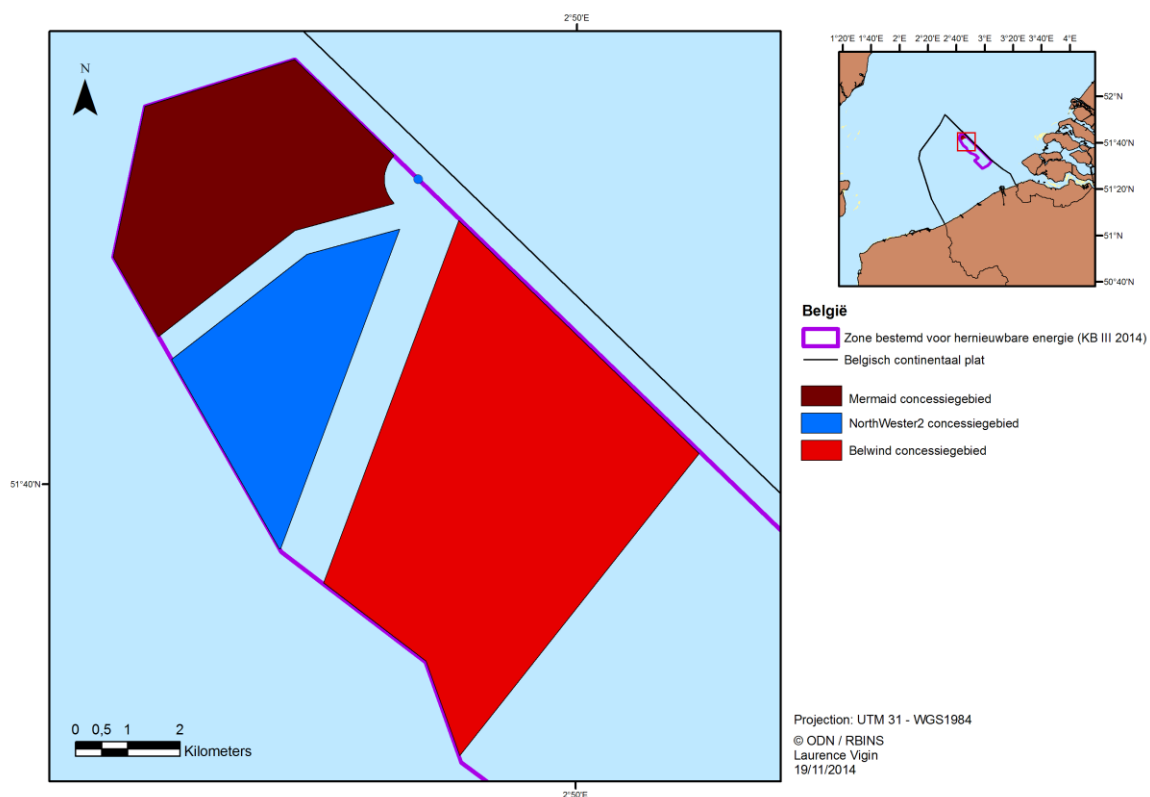 2°50'E
N
51°40'N
0 0,5 1 2
Kilometers
2°50'E
1°20'E 1°40'E 2°E 2°20'E 2°40'E 3°E 3°20'E 3°40'E 4°E
52°N
51°40'N
51°20'N
51°N
50°40'N
België
Zone bestemd voor hernieuwbare energie (KB III 2014)
Belgisch continentaal plat
Mermaid concessiegebied
NorthWester2 concessiegebied
Belwind concessiegebied
Projection: UTM 31 - WGS1984
© ODN / RBINS
Laurence Vigin
19/11/2014